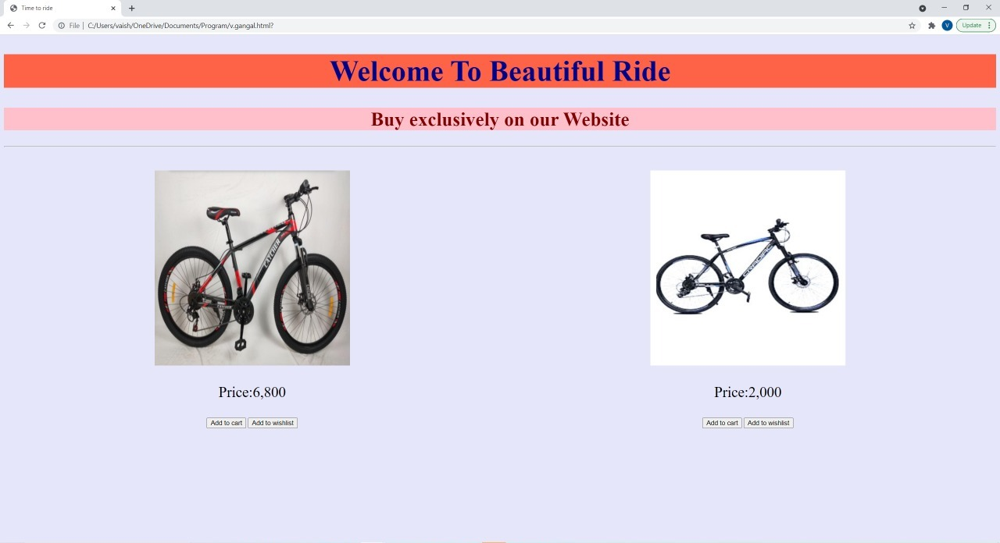 Time to ride
File | C:/Users/vaish/OneDrive/Documents/Program/v.gangal.html?
V
Update
Welcome To Beautiful Ride
Buy exclusively on our Website
CATCHER
Price:6,800
Price:2,000
Add to cart Add to wishlist
Add to cart Add to wishlist